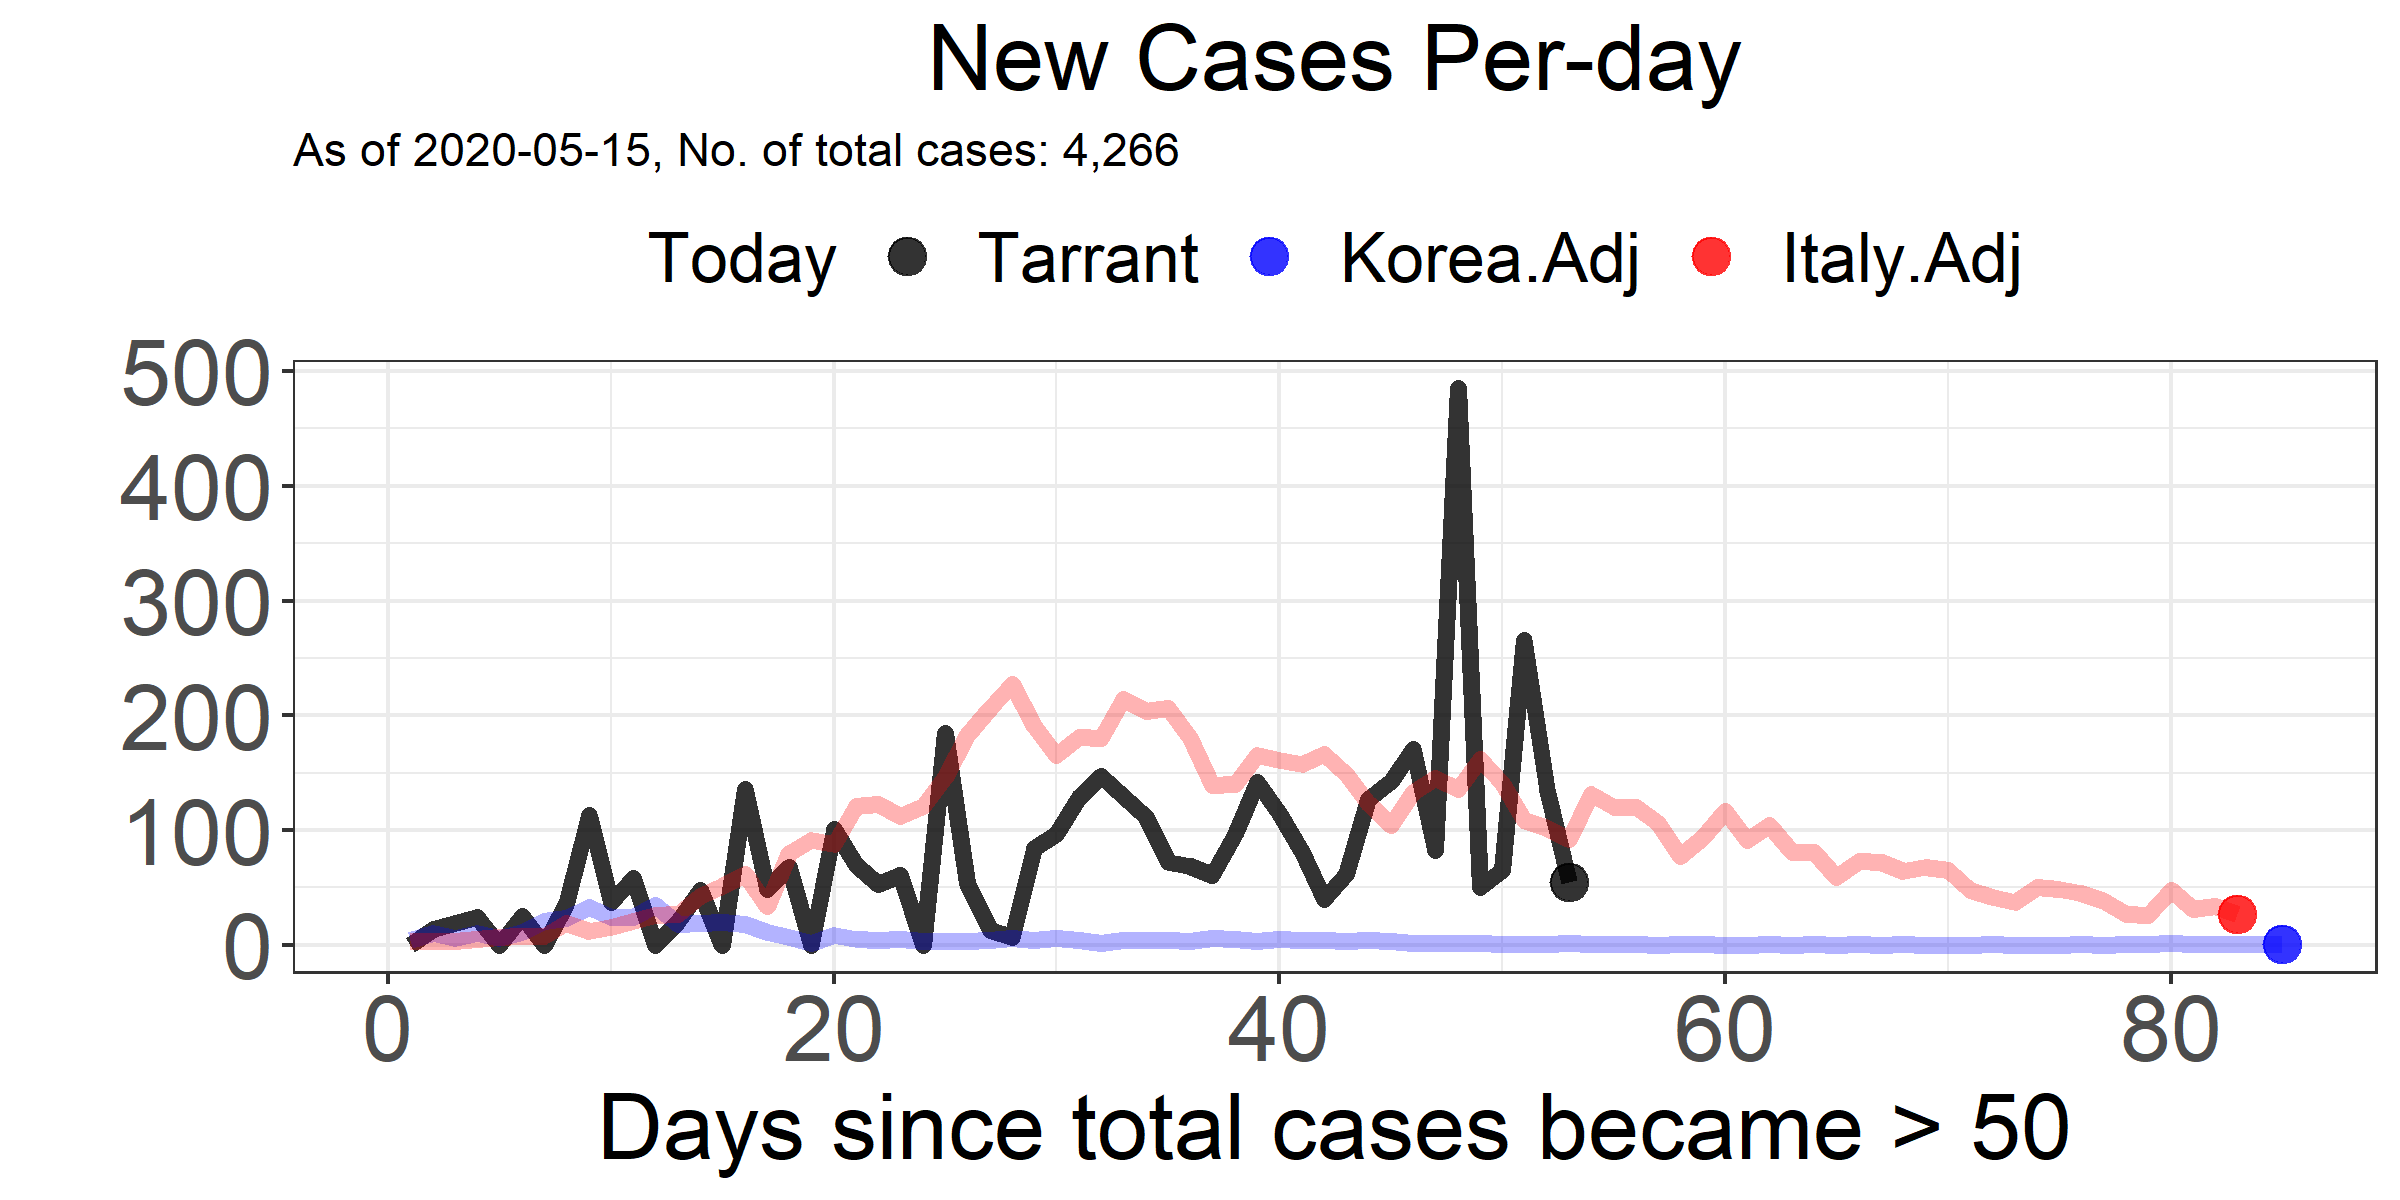 New Cases Per-day
As of 2020-05-15, No. of total cases: 4,266
Today Tarrant Korea.Adj Italy.Adj
500
400
300
200
100
0
0 20 40 60 80
Days since total cases became > 50